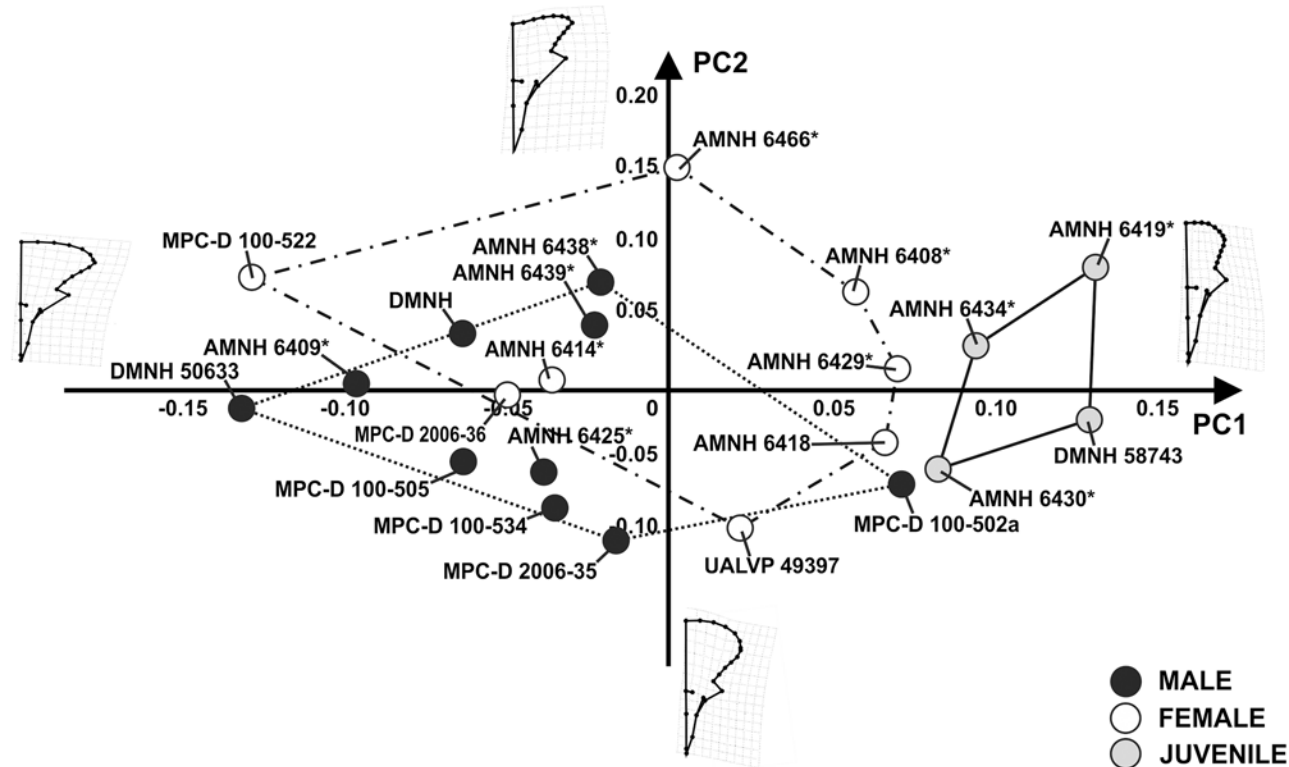 PC2
0.20
AMNH 6466*
0.15
AMNH 6419*
MPC-D 100-522
0.10
AMNH 6438*
AMNH 6408*
AMNH 6439*
DMNH
0.05
AMNH 6434*
AMNH 6409*
AMNH 6414*
AMNH 6429*
DMNH 50633
-0.15
-0.10
-0.05
0
0.05
0.10
0.15
PC1
MPC-D 2006-36
AMNH 6425*
AMNH 6418
-0.05
DMNH 58743
MPC-D 100-505
AMNH 6430*
MPC-D 100-534
-0.10
MPC-D 100-502a
MPC-D 2006-35
UALVP 49397
MALE
FEMALE
JUVENILE